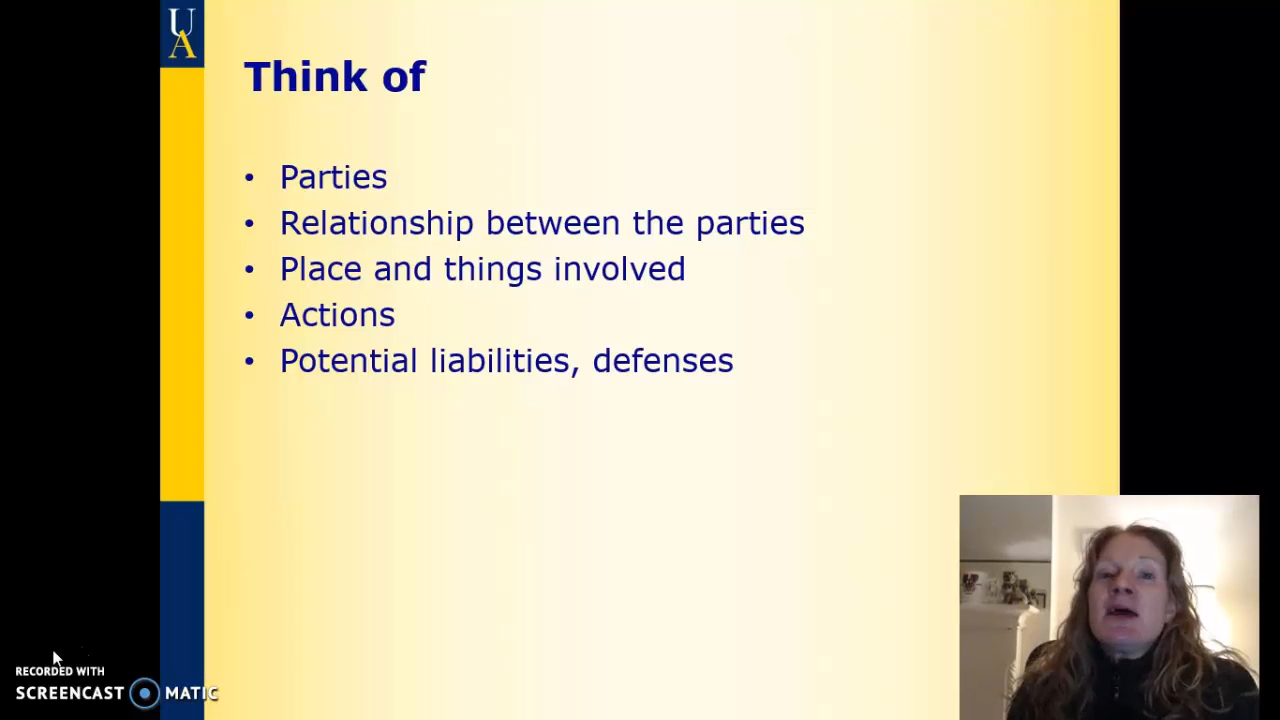 UA
Think of
• Parties
• Relationship between the parties
• Place and things involved
• Actions
• Potential liabilities, defenses
RECORDED WITH
SCREENCAST MATIC